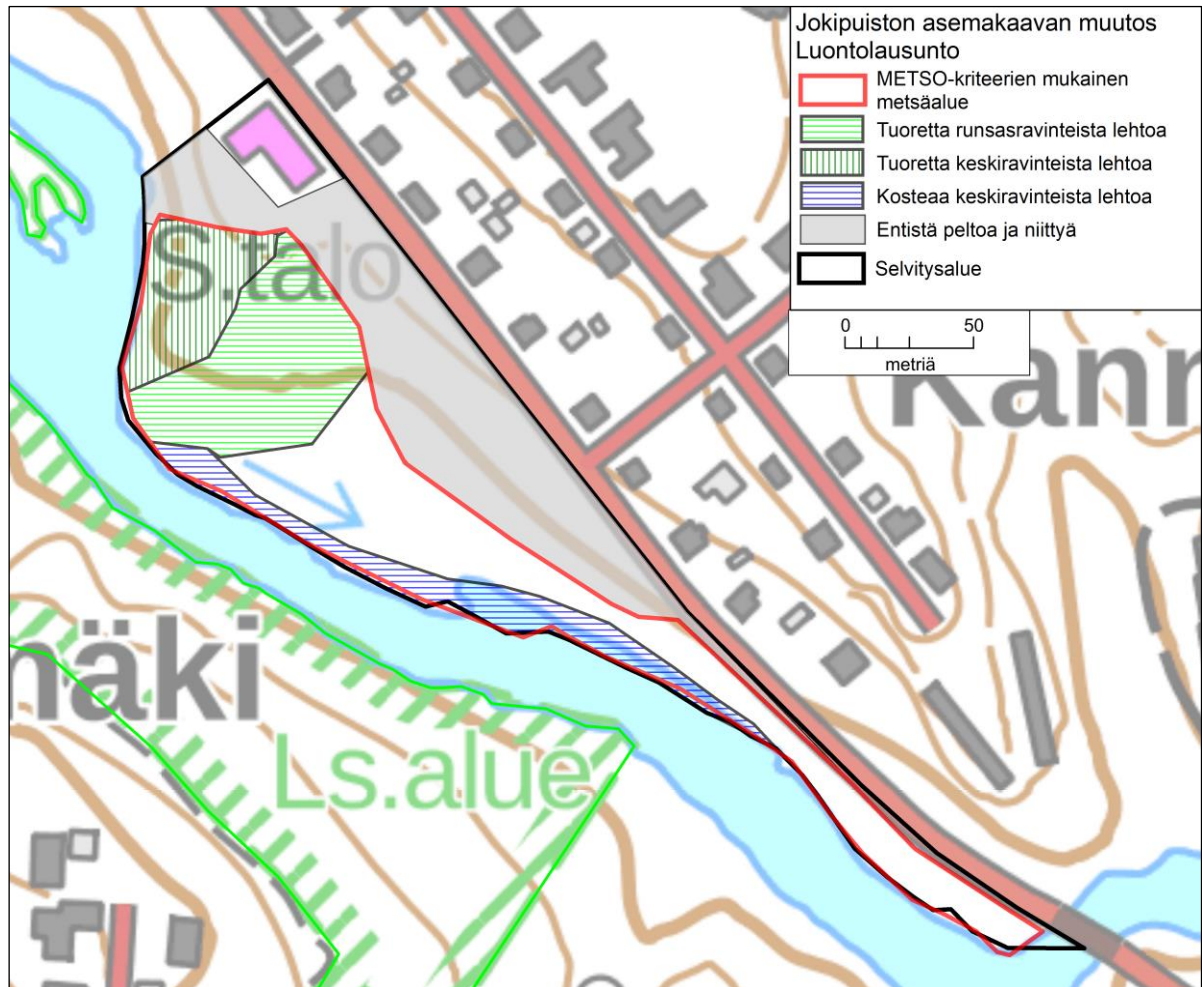 Jokipuiston asemakaavan muutos
Luontolausunto
METSO-kriteerien mukainen
metsäalue
Tuoretta runsasravinteista lehtoa
Tuoretta keskiravinteista lehtoa
Kosteaa keskiravinteista lehtoa
Entistä peltoa ja niittyä
Selvitysalue
0 50
metriä
S.talo
Kann
mäki
Ls.alue